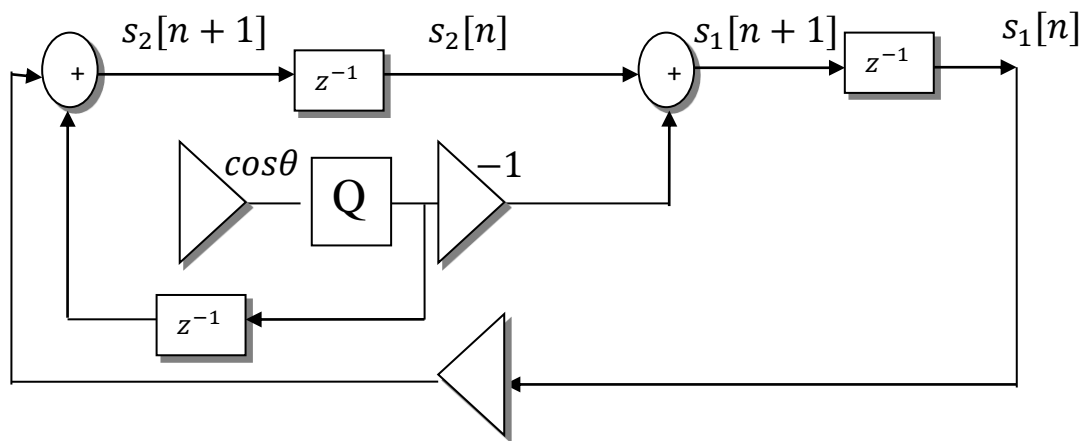 s₂[n + 1]
s₂[n]
s₁[n + 1]
s₁[n]
+
z⁻¹
+
z⁻¹
cosθ
Q
−1
z⁻¹